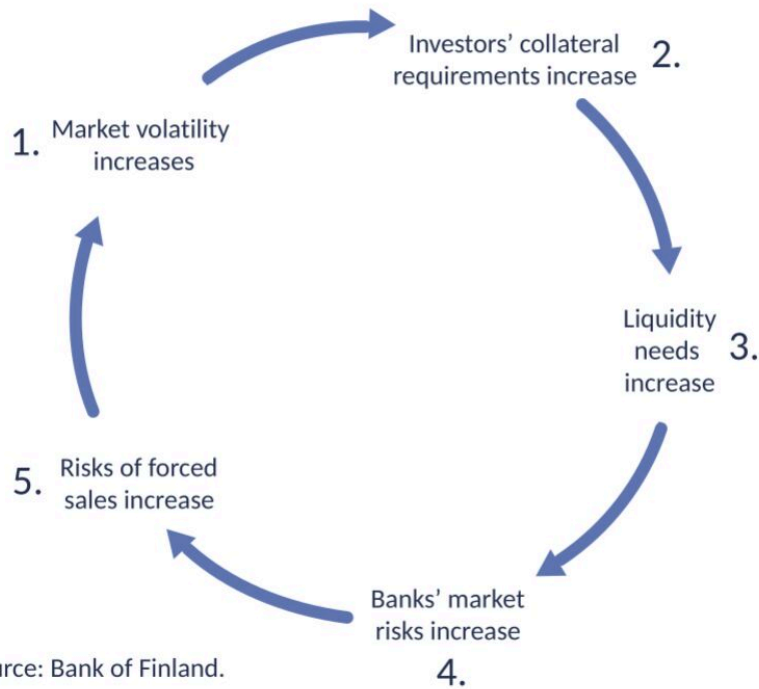 1. Market volatility
increases
Investors’ collateral
requirements increase 2.
Liquidity
needs
increase
3.
Banks’ market
risks increase
4.
5. Risks of forced
sales increase
urce: Bank of Finland.